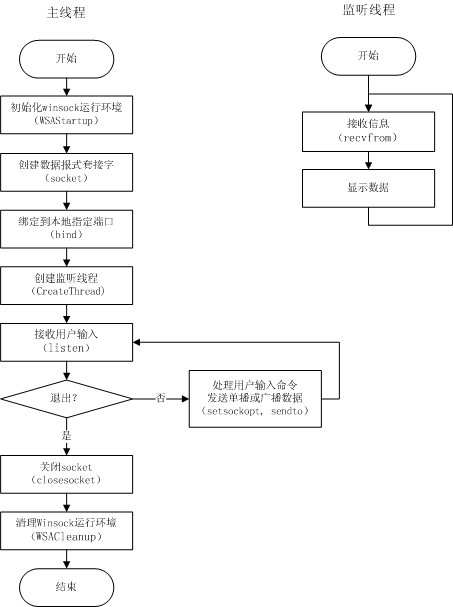 主线程
开始
初始化winsock运行环境
(WSAStartup)
创建数据报式套接字
(socket)
绑定到本地指定端口
(bind)
创建监听线程
(CreateThread)
接收用户输入
(listen)
退出?
否
处理用户输入命令
发送单播或广播数据
(setsockopt, sendto)
是
关闭socket
(closesocket)
清理Winsock运行环境
(WSACleanup)
结束
监听线程
开始
接收信息
(recvfrom)
显示数据